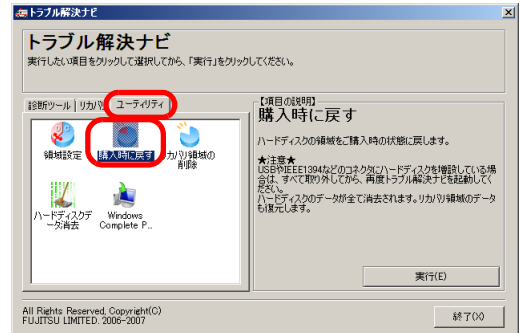 トラブル解決ナビ
トラブル解決ナビ
実行したい項目をクリックして選択してから、「実行」をクリックしてください。
診断ツール
リカバリ
ユーティリティ
領域設定
購入時に戻す
リカバリ領域の
削除
ハードディスクデ
ータ消去
Windows
Complete P...
【項目の説明】
購入時に戻す
ハードディスクの領域をご購入時の状態に戻します。
★注意★
USBやIEEE1394などのコネクタにハードディスクを増設している場
合は、すべて取り外してから、再度トラブル解決ナビを起動してく
ださい。
ハードディスクのデータが全て消去されます。リカバリ領域のデータ
も復元します。
実行(E)
All Rights Reserved, Copyright(C)
FUJITSU LIMITED. 2006-2007
終了(X)